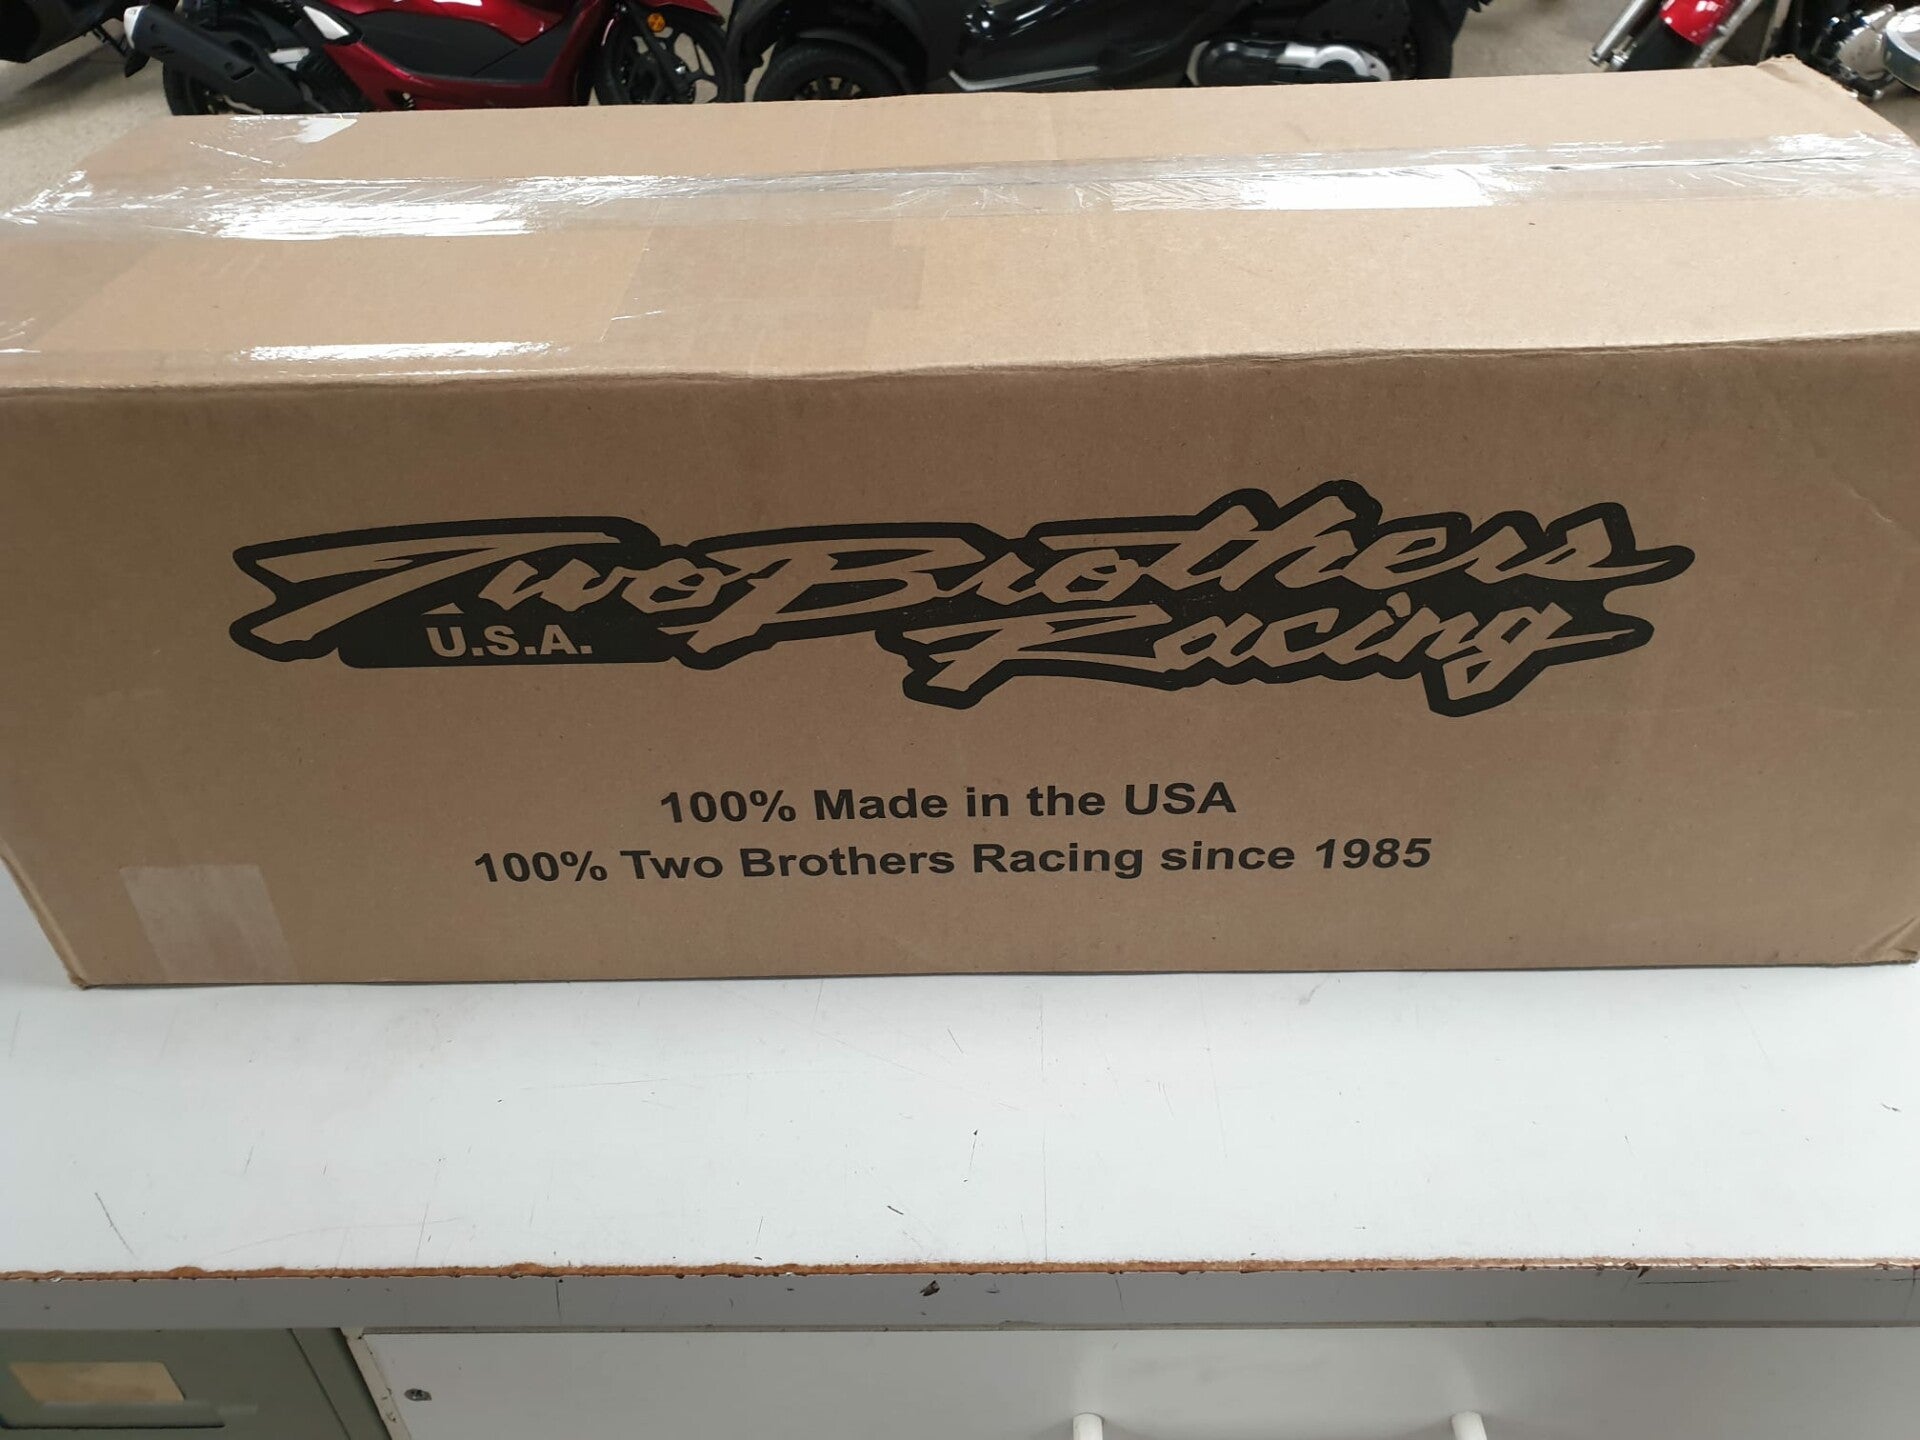 Two Brothers
Racing
U.S.A.
100% Made in the USA
100% Two Brothers Racing since 1985